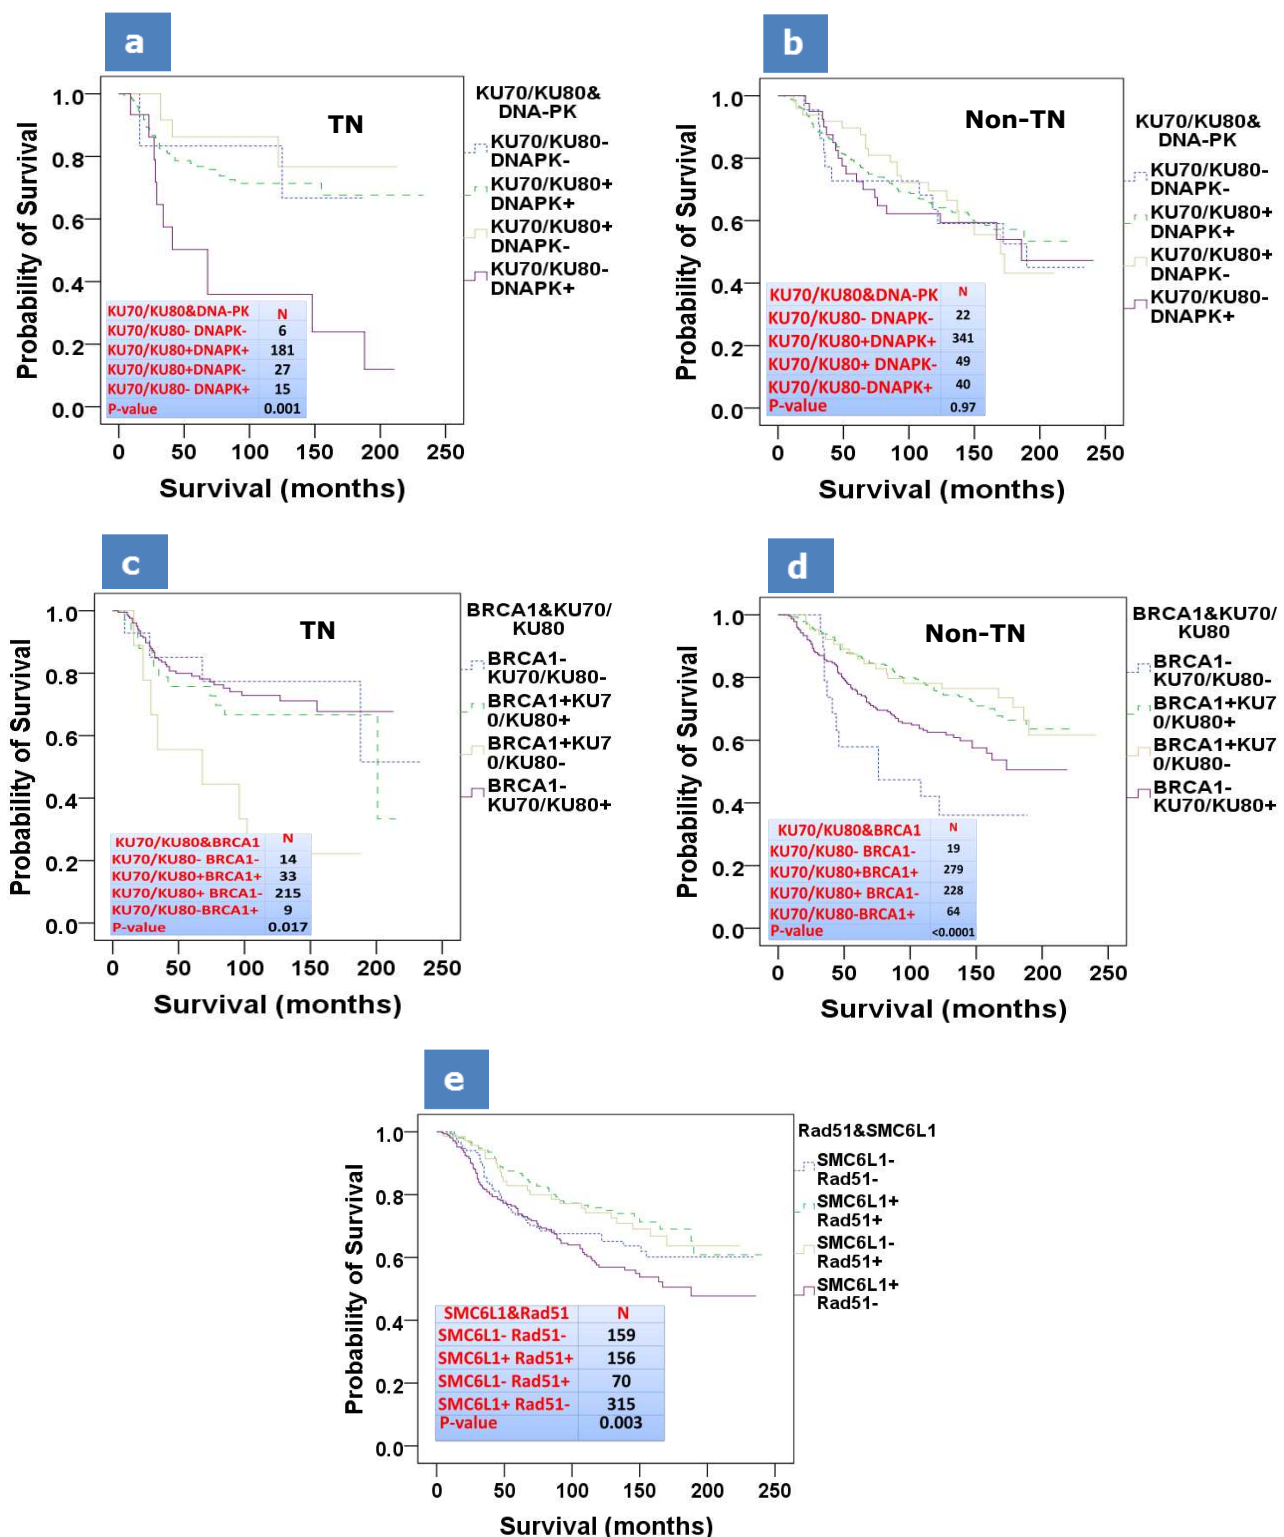 a
1.0
0.8
0.6
0.4
0.2
0.0
0 50 100 150 200 250
Probability of Survival
Survival (months)
TN
KU70/KU80&
DNA-PK
KU70/KU80-
DNAPK-
KU70/KU80+
DNAPK+
KU70/KU80+
DNAPK-
KU70/KU80-
DNAPK+
KU70/KU80&DNA-PK N
KU70/KU80- DNAPK- 6
KU70/KU80+DNAPK+ 181
KU70/KU80+DNAPK- 27
KU70/KU80- DNAPK+ 15
P-value 0.001
b
1.0
0.8
0.6
0.4
0.2
0.0
0 50 100 150 200 250
Probability of Survival
Survival (months)
Non-TN
KU70/KU80&
DNA-PK
KU70/KU80-
DNAPK-
KU70/KU80+
DNAPK+
KU70/KU80+
DNAPK-
KU70/KU80-
DNAPK+
KU70/KU80&DNA-PK N
KU70/KU80- DNAPK- 22
KU70/KU80+DNAPK+ 341
KU70/KU80+ DNAPK- 49
KU70/KU80-DNAPK+ 40
P-value 0.97
c
1.0
0.8
0.6
0.4
0.2
0.0
0 50 100 150 200 250
Probability of Survival
Survival (months)
TN
BRCA1&KU70/
KU80
BRCA1-
KU70/KU80-
BRCA1+KU7
0/KU80+
BRCA1+KU7
0/KU80-
BRCA1-
KU70/KU80+
KU70/KU80&BRCA1 N
KU70/KU80- BRCA1- 14
KU70/KU80+BRCA1+ 33
KU70/KU80+ BRCA1- 215
KU70/KU80-BRCA1+ 9
P-value 0.017
d
1.0
0.8
0.6
0.4
0.2
0.0
0 50 100 150 200 250
Probability of Survival
Survival (months)
Non-TN
BRCA1&KU70/
KU80
BRCA1-
KU70/KU80-
BRCA1+KU7
0/KU80+
BRCA1+KU7
0/KU80-
BRCA1-
KU70/KU80+
KU70/KU80&BRCA1 N
KU70/KU80- BRCA1- 19
KU70/KU80+BRCA1+ 279
KU70/KU80+ BRCA1- 228
KU70/KU80-BRCA1+ 64
P-value <0.0001
e
1.0
0.8
0.6
0.4
0.2
0.0
0 50 100 150 200 250
Probability of Survival
Survival (months)
Rad51&SMC6L1
SMC6L1-
Rad51-
SMC6L1+
Rad51+
SMC6L1-
Rad51+
SMC6L1+
Rad51-
SMC6L1&Rad51 N
SMC6L1- Rad51- 159
SMC6L1+ Rad51+ 156
SMC6L1- Rad51+ 70
SMC6L1+ Rad51- 315
P-value 0.003